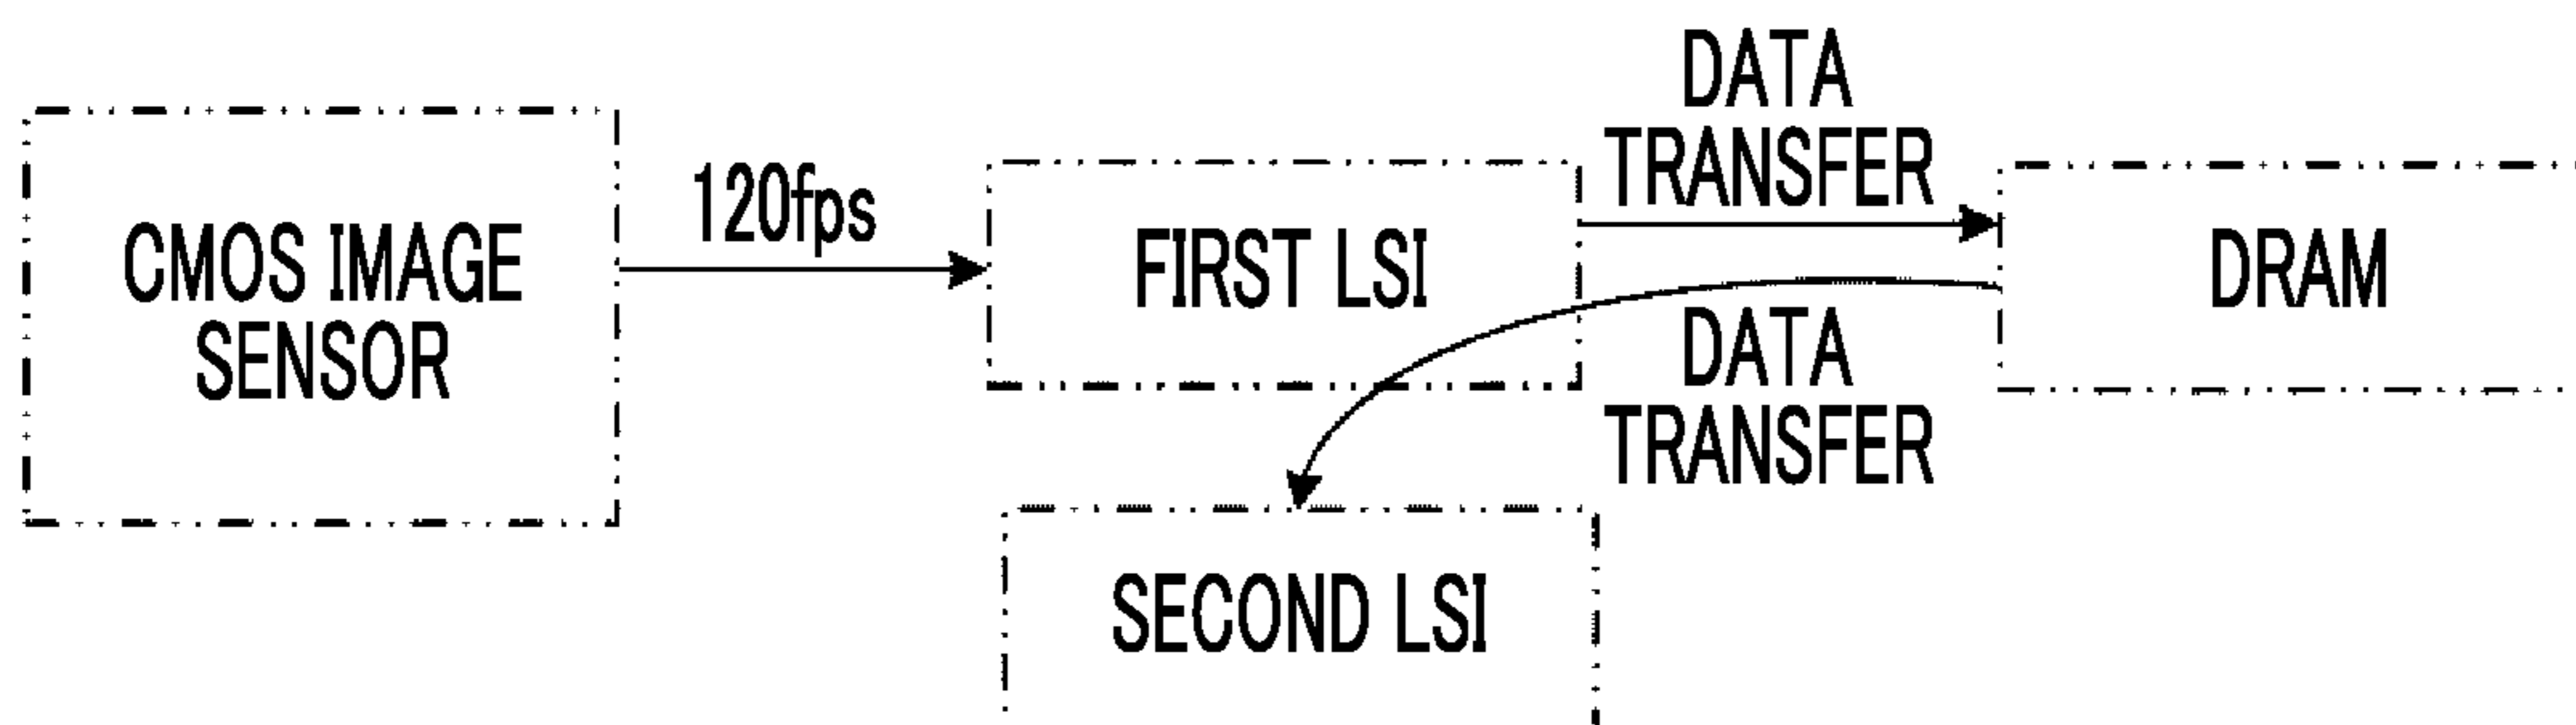 CMOS IMAGE
SENSOR
120fps
FIRST LSI
DATA
TRANSFER
DRAM
DATA
TRANSFER
SECOND LSI